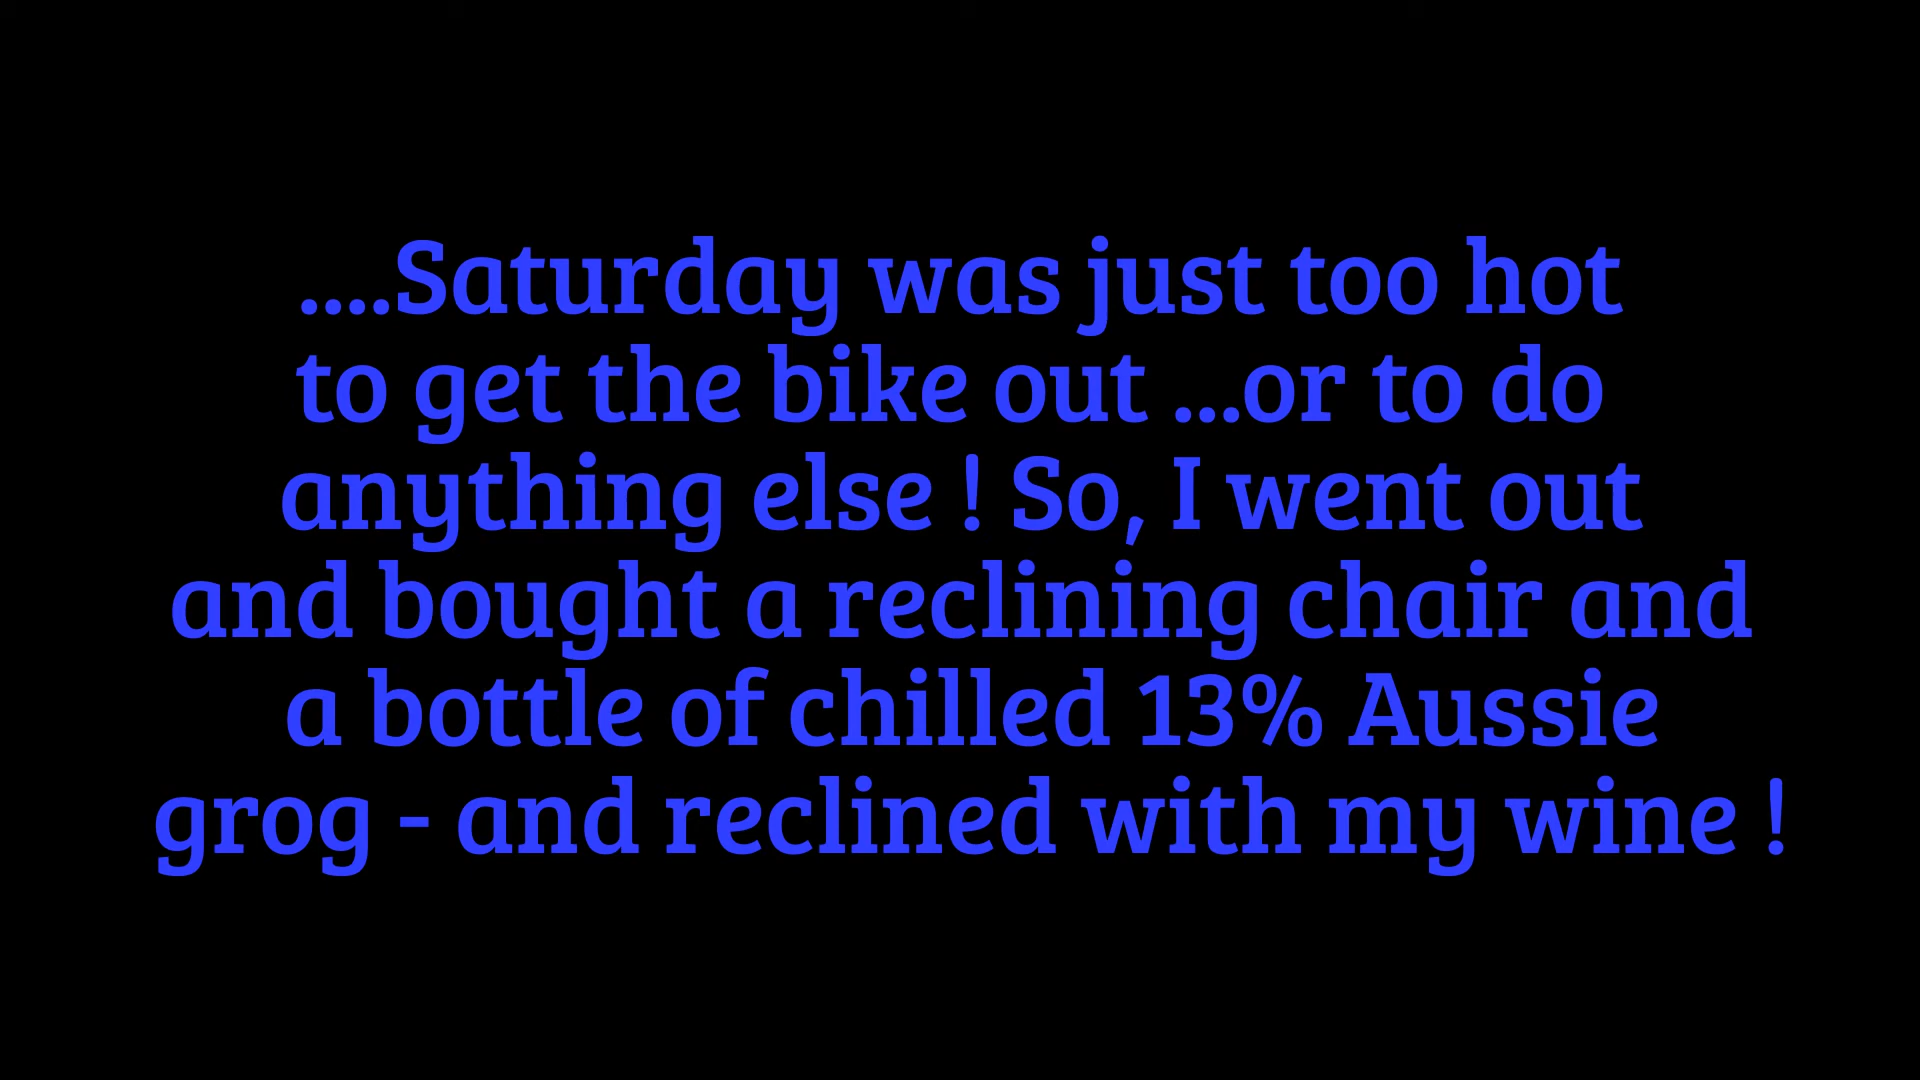 ....Saturday was just too hot
to get the bike out ...or to do
anything else ! So, I went out
and bought a reclining chair and
a bottle of chilled 13% Aussie
grog - and reclined with my wine !